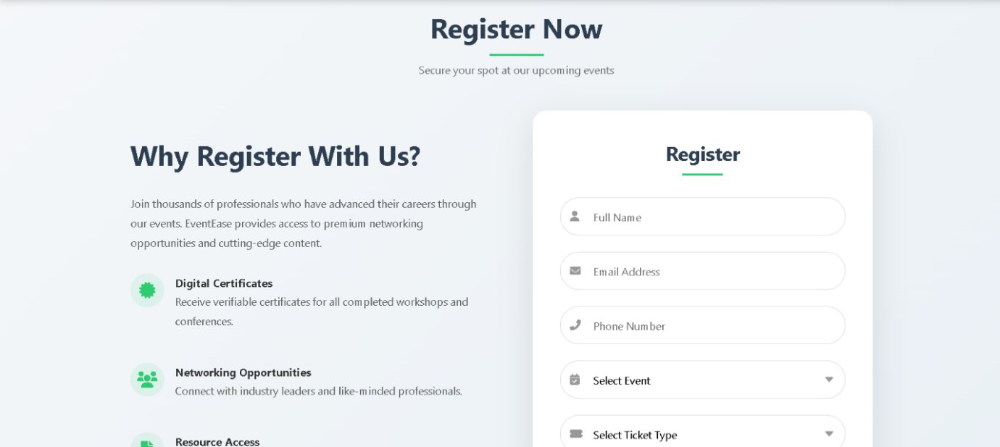 Register Now
Secure your spot at our upcoming events
Why Register With Us?
Join thousands of professionals who have advanced their careers through
our events. EventEase provides access to premium networking
opportunities and cutting-edge content.
Digital Certificates
Receive verifiable certificates for all completed workshops and
conferences.
Networking Opportunities
Connect with industry leaders and like-minded professionals.
Resource Access
Register
Full Name
Email Address
Phone Number
Select Event
Select Ticket Type